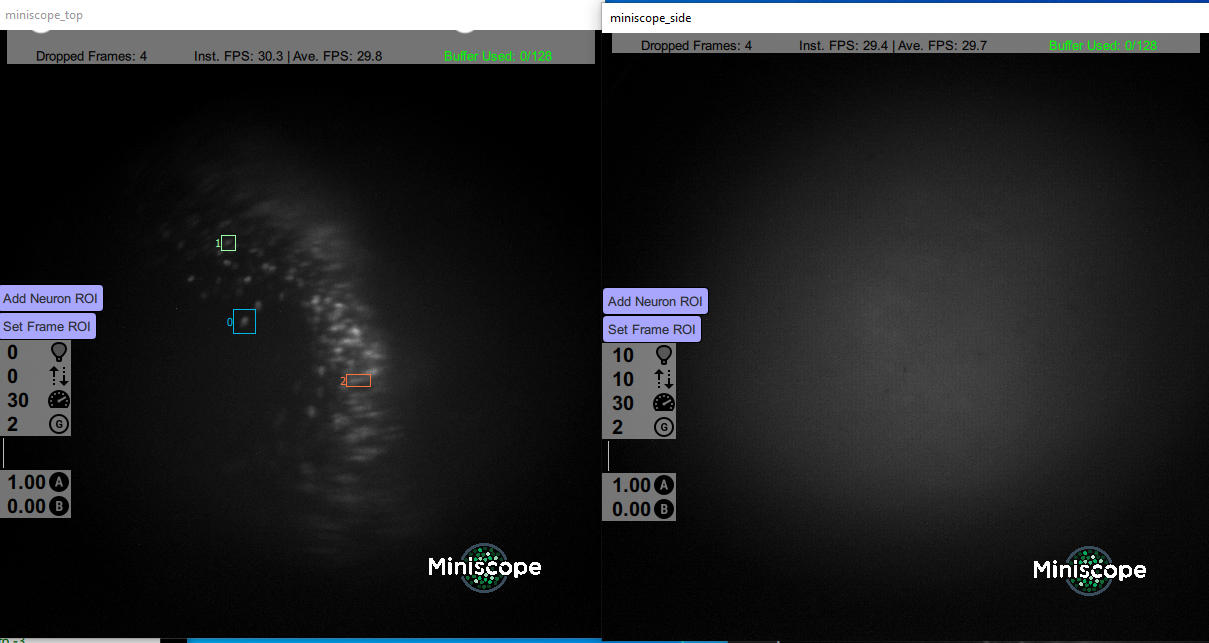 miniscope_top
Dropped Frames: 4
Inst. FPS: 30.3 | Ave. FPS: 29.8
Buffer Used: 0/128
1
0
2
Add Neuron ROI
Set Frame ROI
0
0
30
2 G
1.00 A
0.00 B
Miniscope
miniscope_side
Dropped Frames: 4
Inst. FPS: 29.4 | Ave. FPS: 29.7
Buffer Used: 0/128
Add Neuron ROI
Set Frame ROI
10
10
30
2 G
1.00 A
0.00 B
Miniscope